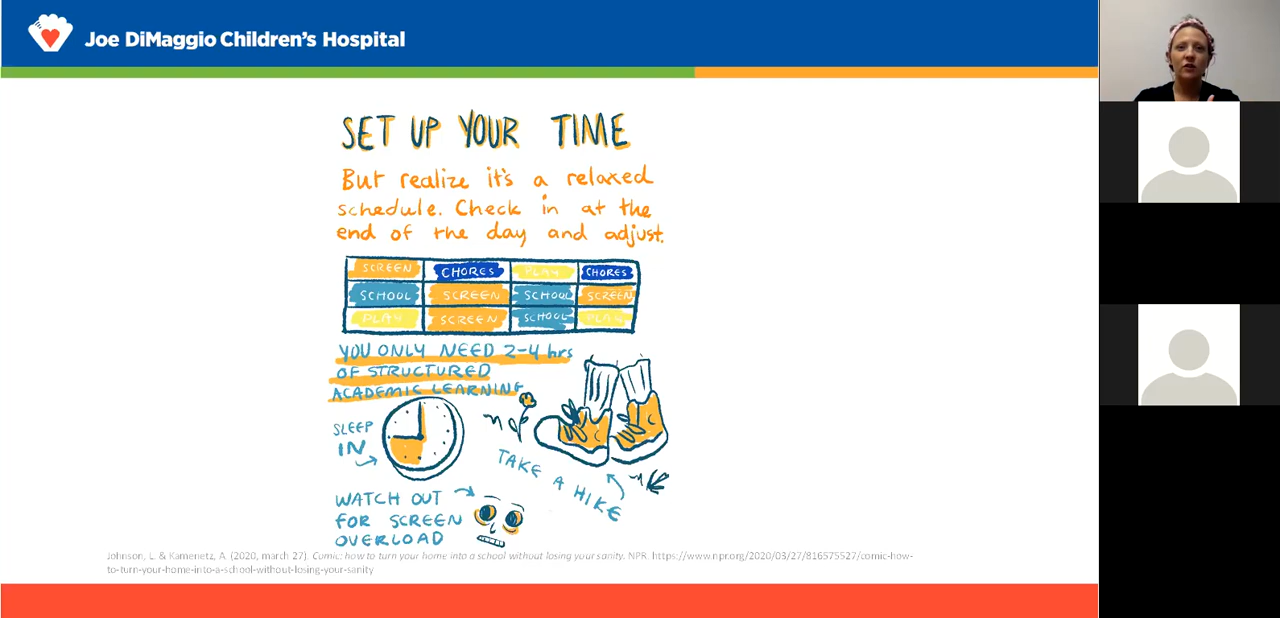 Joe DiMaggio Children's Hospital
SET UP YOUR TIME
But realize it's a relaxed
schedule. Check in at the
end of the day and adjust.
SCREEN CHORES PLAY CHORES
SCHOOL SCREEN SCHOOL SCREEN
PLAY SCREEN SCHOOL PLAY
YOU ONLY NEED 2-4 hrs
OF STRUCTURED
ACADEMIC LEARNING
SLEEP
IN
TAKE A HIKE
WATCH OUT
FOR SCREEN
OVERLOAD
Johnson, L. & Kamenetz, A. (2020, march 27). Comic: how to turn your home into a school without losing your sanity. NPR. https://www.npr.org/2020/03/27/816575527/comic-how-
to-turn-your-home-into-a-school-without-losing-your-sanity